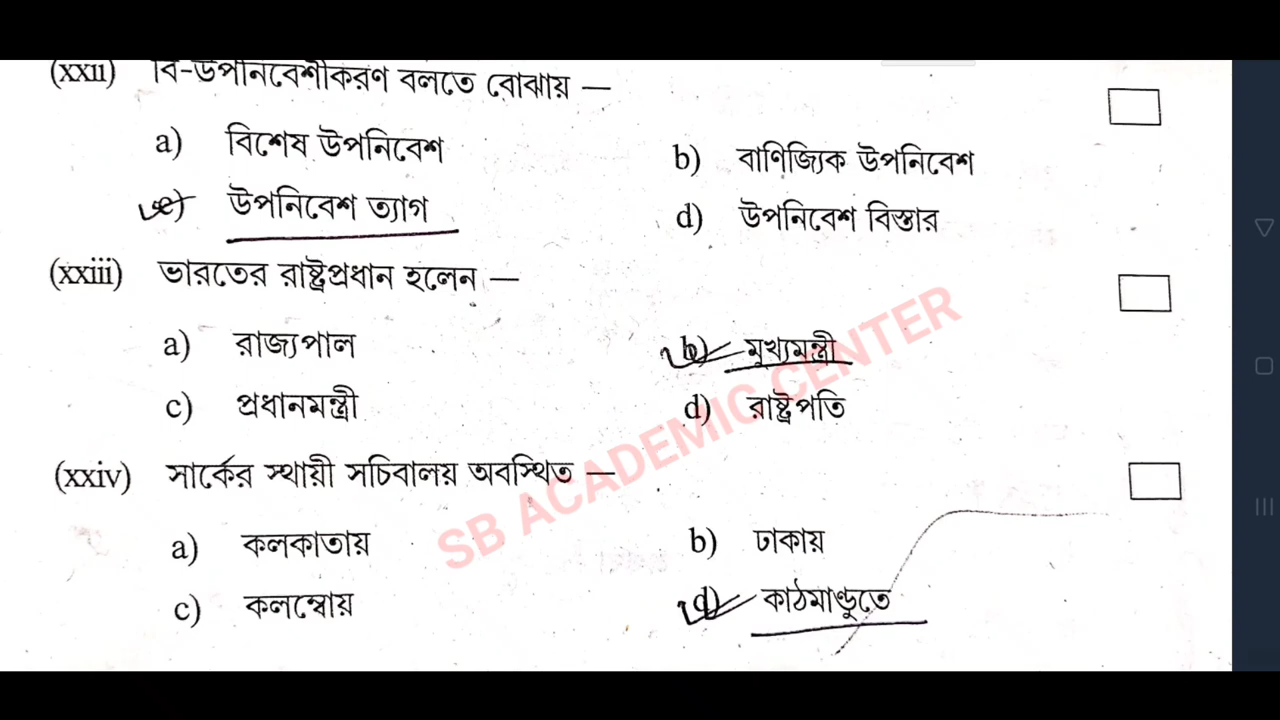 (xxii) বি-উপনিবেশীকরণ বলতে বোঝায় —
a) বিশেষ উপনিবেশ b) বাণিজ্যিক উপনিবেশ
c) উপনিবেশ ত্যাগ d) উপনিবেশ বিস্তার
(xxiii) ভারতের রাষ্ট্রপ্রধান হলেন —
a) রাজ্যপাল b) মুখ্যমন্ত্রী
c) প্রধানমন্ত্রী d) রাষ্ট্রপতি
(xxiv) সার্কের স্থায়ী সচিবালয় অবস্থিত —
a) কলকাতায় b) ঢাকায়
c) কলম্বোয় d) কাঠমাণ্ডুতে
SB ACADEMIC CENTER